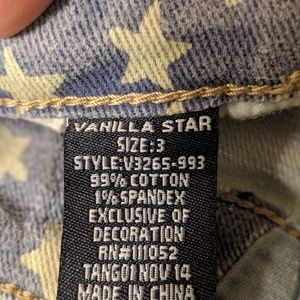 VANILLA STAR
SIZE:3
STYLE:V3265-993
99% COTTON
1% SPANDEX
EXCLUSIVE OF
DECORATION
RN#111052
TANG01 NOV 14
MADE IN CHINA